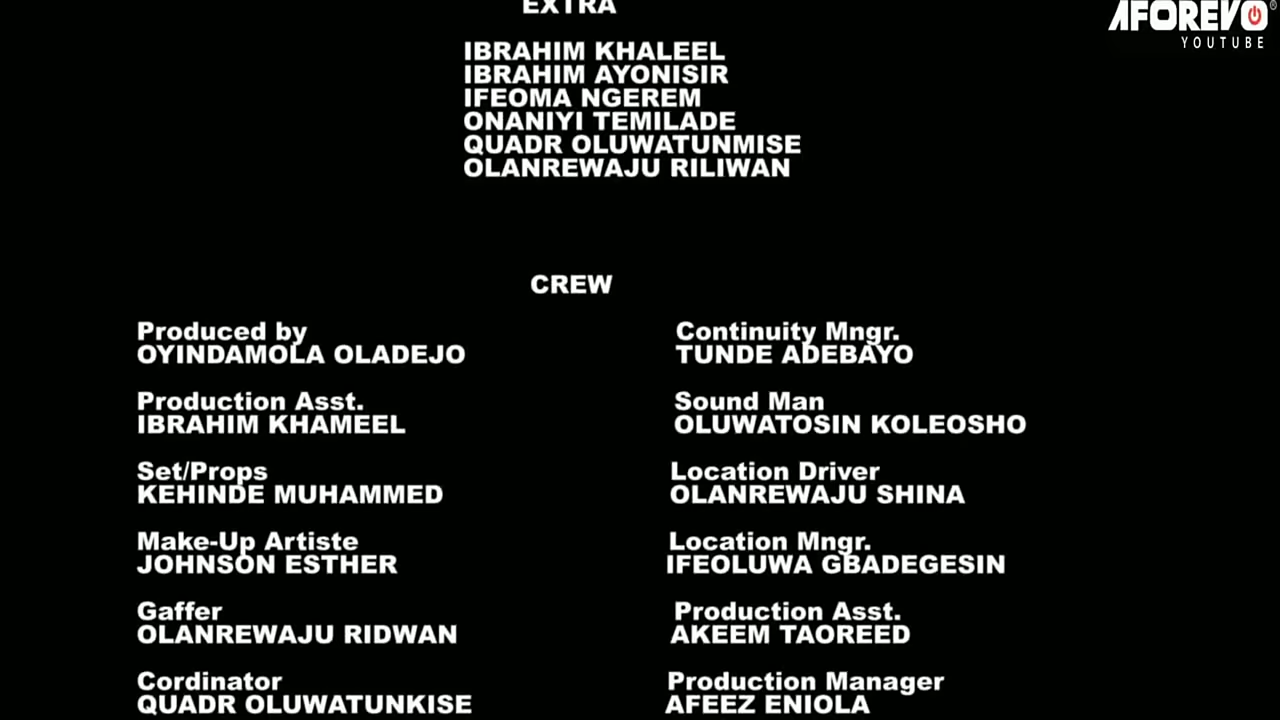 EXTRA
AFOREVO®
YOUTUBE
IBRAHIM KHALEEL
IBRAHIM AYONISIR
IFEOMA NGEREM
ONANIYI TEMILADE
QUADR OLUWATUNMISE
OLANREWAJU RILIWAN
CREW
Produced by
OYINDAMOLA OLADEJO
Production Asst.
IBRAHIM KHAMEEL
Set/Props
KEHINDE MUHAMMED
Make-Up Artiste
JOHNSON ESTHER
Gaffer
OLANREWAJU RIDWAN
Cordinator
QUADR OLUWATUNKISE
Continuity Mngr.
TUNDE ADEBAYO
Sound Man
OLUWATOSIN KOLEOSHO
Location Driver
OLANREWAJU SHINA
Location Mngr.
IFEOLUWA GBADEGESIN
Production Asst.
AKEEM TAOREED
Production Manager
AFEEZ ENIOLA